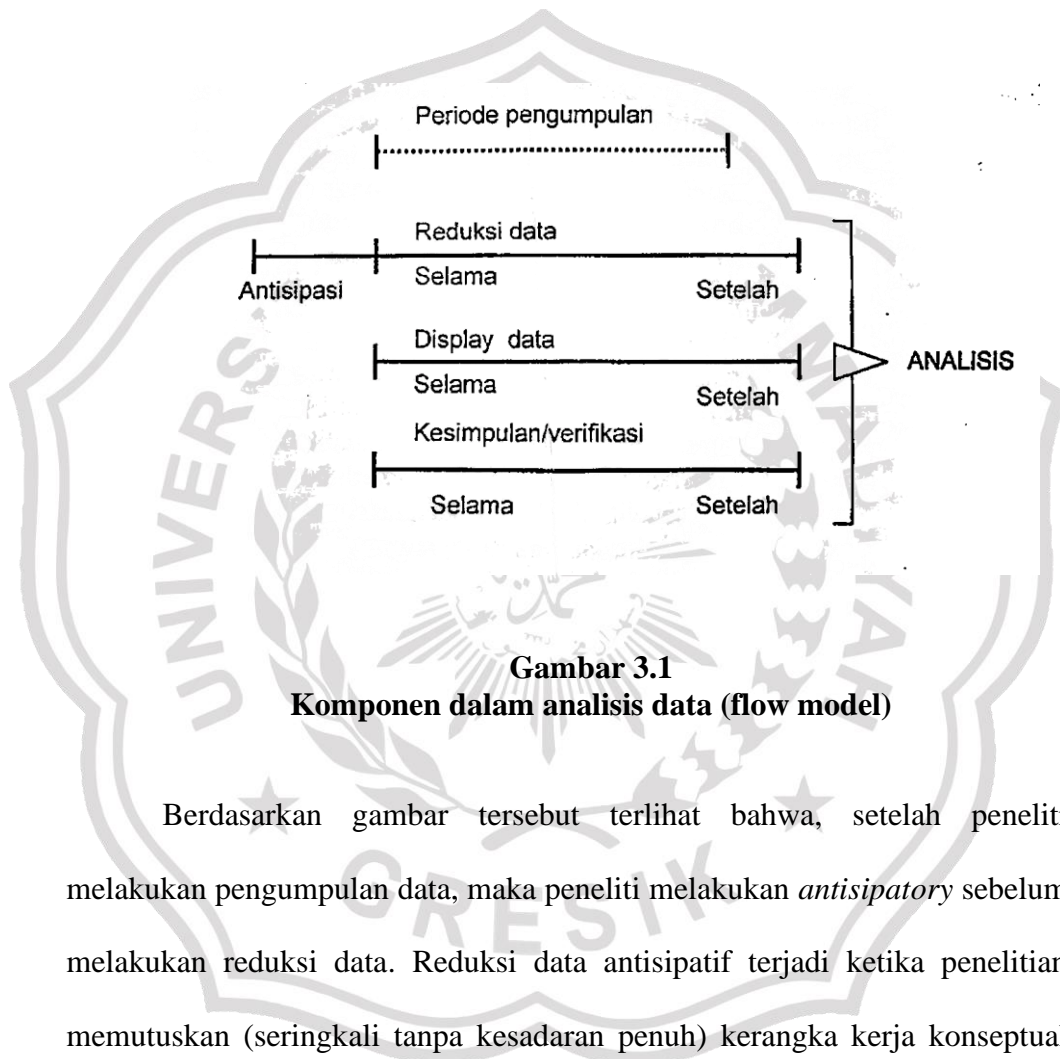 Periode pengumpulan
Reduksi data
Antisipasi Selama Setelah
Display data
Selama Setelah
ANALISIS
Kesimpulan/verifikasi
Selama Setelah
Gambar 3.1
Komponen dalam analisis data (flow model)
Berdasarkan gambar tersebut terlihat bahwa, setelah peneliti
melakukan pengumpulan data, maka peneliti melakukan antisipatory sebelum
melakukan reduksi data. Reduksi data antisipatif terjadi ketika penelitian
memutuskan (seringkali tanpa kesadaran penuh) kerangka kerja konseptual
UNIVERS
MMADIYAH
GRESIK